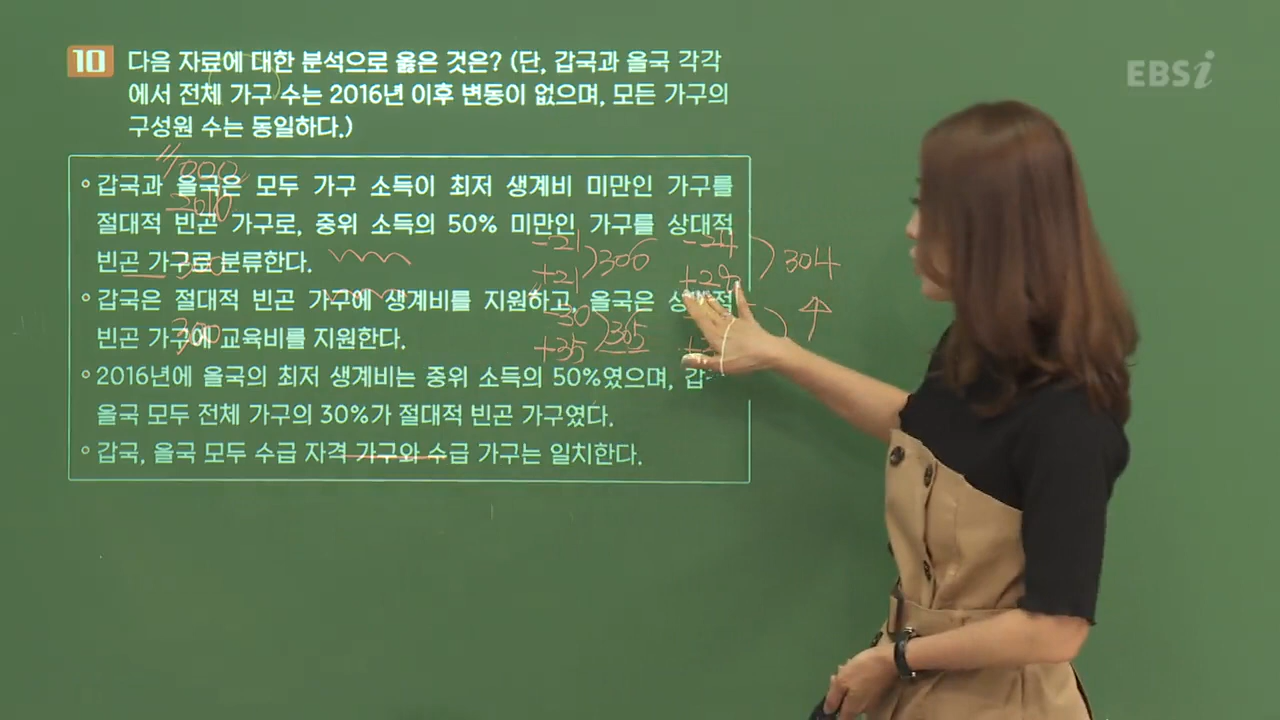 EBSi
10 다음 자료에 대한 분석으로 옳은 것은? (단, 갑국과 을국 각각
에서 전체 가구 수는 2016년 이후 변동이 없으며, 모든 가구의
구성원 수는 동일하다.)
갑국과 을국은 모두 가구 소득이 최저 생계비 미만인 가구를
절대적 빈곤 가구로, 중위 소득의 50% 미만인 가구를 상대적
빈곤 가구로 분류한다.
갑국은 절대적 빈곤 가구에 생계비를 지원하고, 을국은 상대적
빈곤 가구에 교육비를 지원한다.
2016년에 을국의 최저 생계비는 중위 소득의 50%였으며, 갑
을국 모두 전체 가구의 30%가 절대적 빈곤 가구였다.
갑국, 을국 모두 수급 자격 가구와 수급 가구는 일치한다.
1000
300
-21
+21
306
-30
+35
365
-24
304